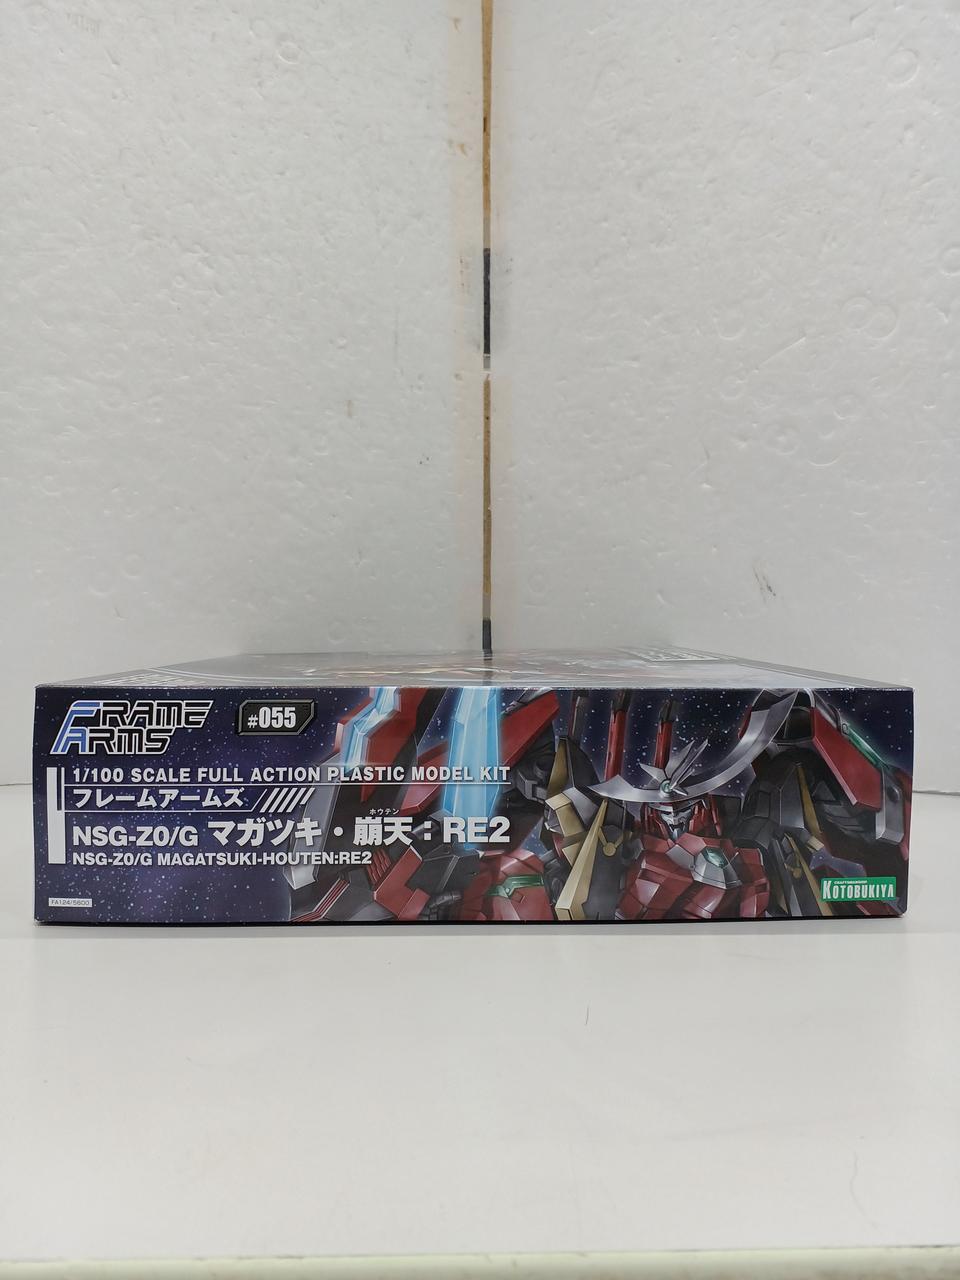 FRAME ARMS
#055
1/100 SCALE FULL ACTION PLASTIC MODEL KIT
フレームアームズ
ホウテン
NSG-Z0/G マガツキ・崩天:RE2
NSG-Z0/G MAGATSUKI-HOUTEN:RE2
FA124/5600
KOTOBUKIYA